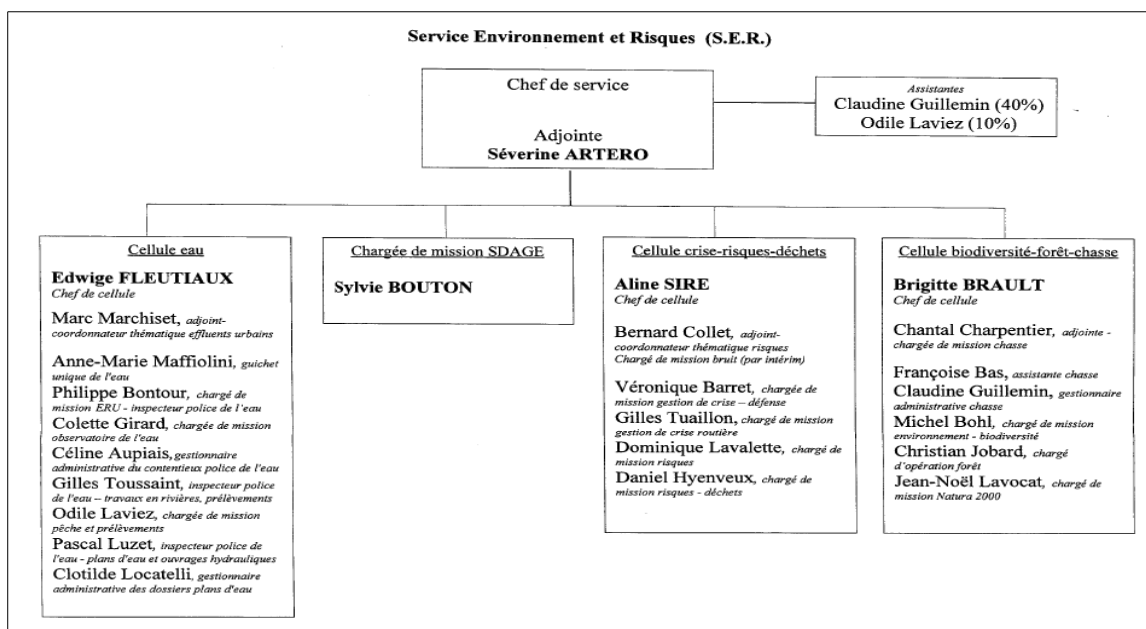 Service Environnement et Risques (S.E.R.)
Chef de service
Adjointe
Séverine ARTERO
Assistantes
Claudine Guillemin (40%)
Odile Laviez (10%)
Cellule eau
Edwige FLEUTIAUX
Chef de cellule
Marc Marchiset, adjoint-
coordonnateur thématique effluents urbains
Anne-Marie Maffiolini, guichet
unique de l'eau
Philippe Bontour, chargé de
mission ERU - inspecteur police de l'eau
Colette Girard, chargée de mission
observatoire de l'eau
Céline Aupiais, gestionnaire
administrative du contentieux police de l'eau
Gilles Toussaint, inspecteur police
de l'eau – travaux en rivières, prélèvements
Odile Laviez, chargée de mission
pêche et prélèvements
Pascal Luzet, inspecteur police de
l'eau - plans d'eau et ouvrages hydrauliques
Clotilde Locatelli, gestionnaire
administrative des dossiers plans d'eau
Chargée de mission SDAGE
Sylvie BOUTON
Cellule crise-risques-déchets
Aline SIRE
Chef de cellule
Bernard Collet, adjoint-
coordonnateur thématique risques
Chargé de mission bruit (par intérim)
Véronique Barret, chargée de
mission gestion de crise – défense
Gilles Tuaillon, chargé de mission
gestion de crise routière
Dominique Lavalette, chargé de
mission risques
Daniel Hyenveux, chargé de
mission risques - déchets
Cellule biodiversité-forêt-chasse
Brigitte BRAULT
Chef de cellule
Chantal Charpentier, adjointe -
chargée de mission chasse
Françoise Bas, assistante chasse
Claudine Guillemin, gestionnaire
administrative chasse
Michel Bohl, chargé de mission
environnement - biodiversité
Christian Jobard, chargé
d'opération forêt
Jean-Noël Lavocat, chargé de
mission Natura 2000